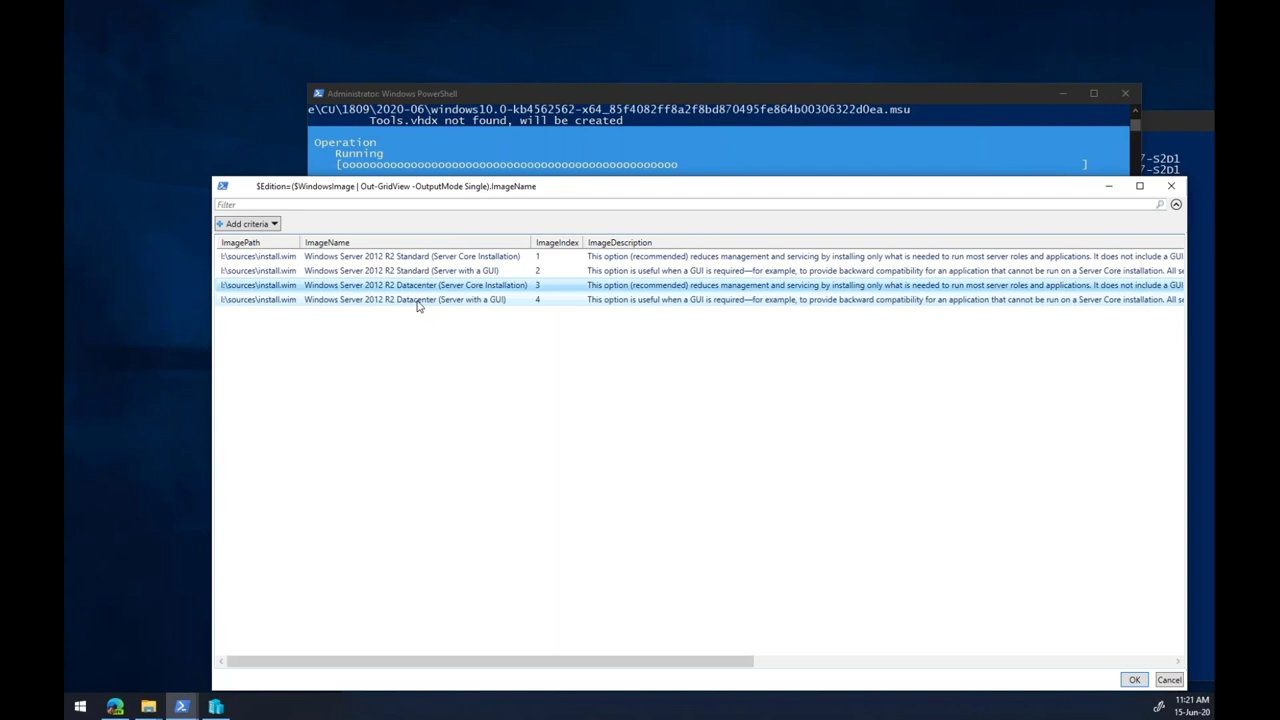 Administrator: Windows PowerShell
e\CU\1809\2020-06\windows10.0-kb4562562-x64_85f4082ff8a2f8bd870495fe864b00306322d0ea.msu
Tools.vhdx not found, will be created
Operation
Running
[ooooooooooooooooooooooooooooooooooooooooooooooooo ]
7-S2D1
7-S2D1
$Edition=($WindowsImage | Out-GridView -OutputMode Single).ImageName
Filter
Add criteria
ImagePath ImageName ImageIndex ImageDescription
I:\sources\install.wim Windows Server 2012 R2 Standard (Server Core Installation) 1 This option (recommended) reduces management and servicing by installing only what is needed to run most server roles and applications. It does not include a GUI
I:\sources\install.wim Windows Server 2012 R2 Standard (Server with a GUI) 2 This option is useful when a GUI is required—for example, to provide backward compatibility for an application that cannot be run on a Server Core installation. All se
I:\sources\install.wim Windows Server 2012 R2 Datacenter (Server Core Installation) 3 This option (recommended) reduces management and servicing by installing only what is needed to run most server roles and applications. It does not include a GUI
I:\sources\install.wim Windows Server 2012 R2 Datacenter (Server with a GUI) 4 This option is useful when a GUI is required—for example, to provide backward compatibility for an application that cannot be run on a Server Core installation. All se
OK Cancel
11:21 AM
15-Jun-20